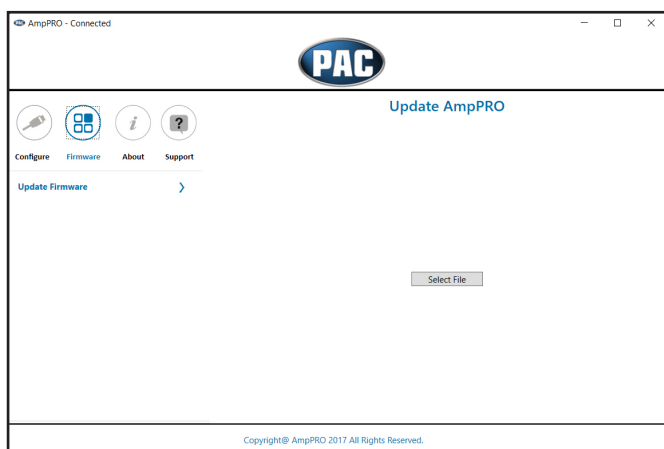 AmpPRO - Connected
PAC
Update AmpPRO
Configure Firmware About Support
Update Firmware
Select File
Copyright@ AmpPRO 2017 All Rights Reserved.